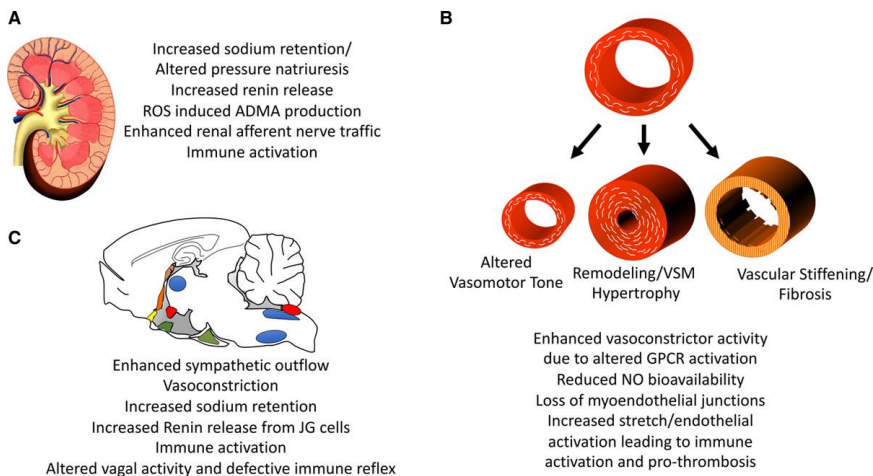 A
Increased sodium retention/
Altered pressure natriuresis
Increased renin release
ROS induced ADMA production
Enhanced renal afferent nerve traffic
Immune activation
B
Altered
Vasomotor Tone
Remodeling/VSM
Hypertrophy
Vascular Stiffening/
Fibrosis
Enhanced vasoconstrictor activity
due to altered GPCR activation
Reduced NO bioavailability
Loss of myoendothelial junctions
Increased stretch/endothelial
activation leading to immune
activation and pro-thrombosis
C
Enhanced sympathetic outflow
Vasoconstriction
Increased sodium retention
Increased Renin release from JG cells
Immune activation
Altered vagal activity and defective immune reflex